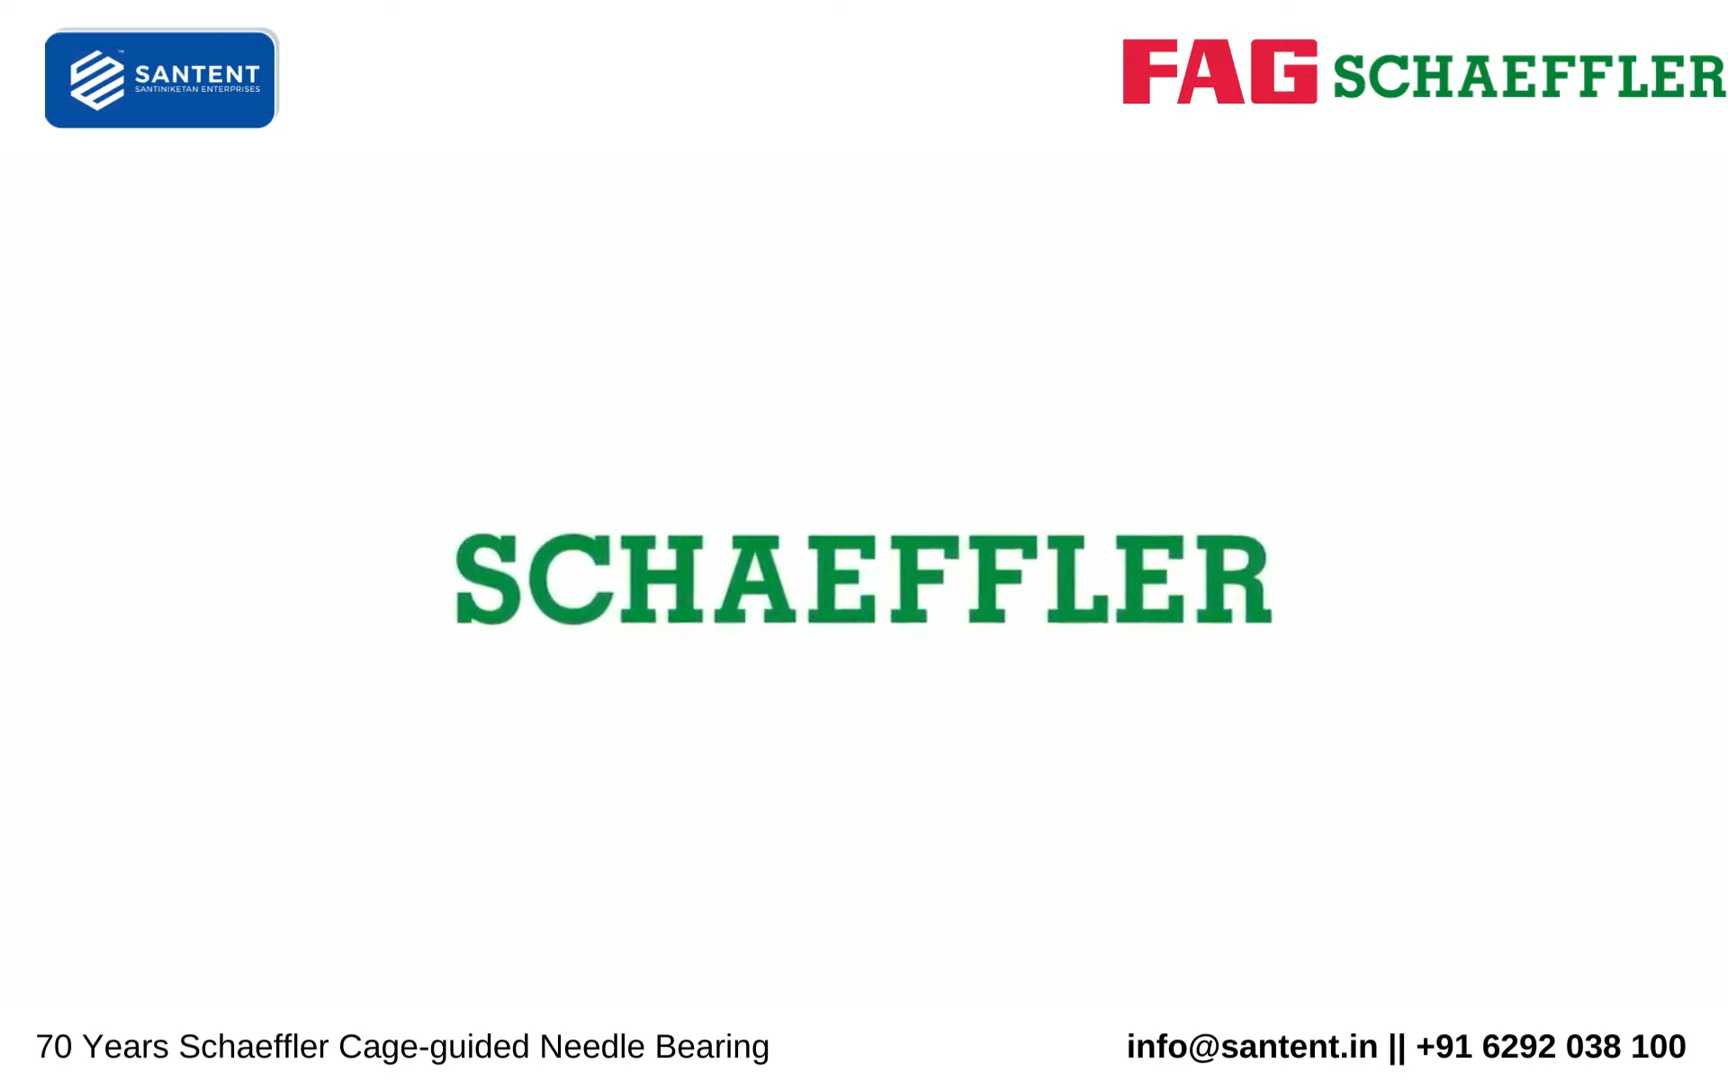 SANTENT
SANTINIKETAN ENTERPRISES
FAG SCHAEFFLER
SCHAEFFLER
70 Years Schaeffler Cage-guided Needle Bearing
info@santent.in || +91 6292 038 100